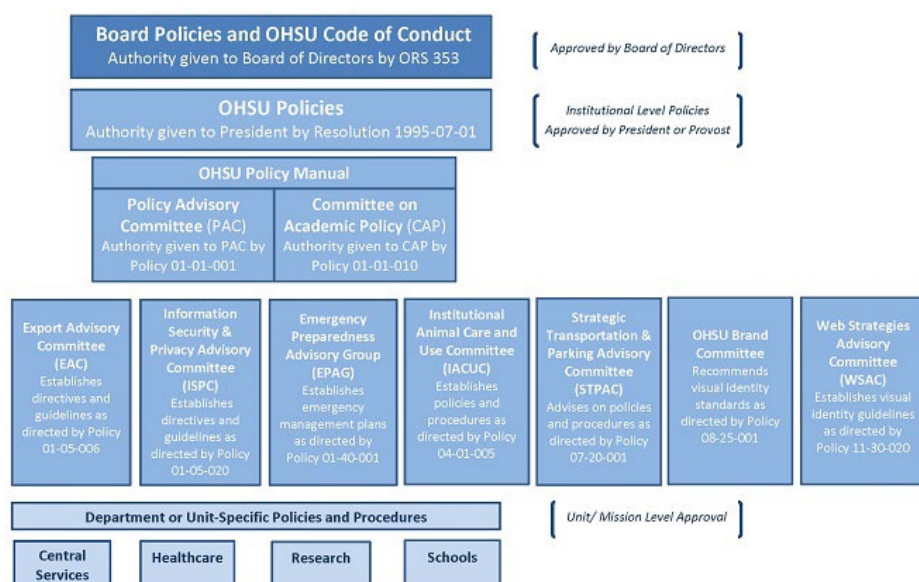 Board Policies and OHSU Code of Conduct
Authority given to Board of Directors by ORS 353
Approved by Board of Directors
OHSU Policies
Authority given to President by Resolution 1995-07-01
Institutional Level Policies
Approved by President or Provost
OHSU Policy Manual
Policy Advisory
Committee (PAC)
Authority given to PAC by
Policy 01-01-001
Committee on
Academic Policy (CAP)
Authority given to CAP by
Policy 01-01-010
Export Advisory
Committee
(EAC)
Establishes
directives and
guidelines as
directed by Policy
01-05-006
Information
Security &
Privacy Advisory
Committee
(ISPC)
Establishes
directives and
guidelines as
directed by Policy
01-05-020
Emergency
Preparedness
Advisory Group
(EPAG)
Establishes
emergency
management plans
as directed by
Policy 01-40-001
Institutional
Animal Care and
Use Committee
(IACUC)
Establishes
policies and
procedures as
directed by Policy
04-01-005
Strategic
Transportation &
Parking Advisory
Committee
(STPAC)
Advises on policies
and procedures as
directed by Policy
07-20-001
OHSU Brand
Committee
Recommends
visual identity
standards as
directed by Policy
08-25-001
Web Strategies
Advisory
Committee
(WSAC)
Establishes visual
identity guidelines
as directed by
Policy 11-30-020
Department or Unit-Specific Policies and Procedures
Unit/ Mission Level Approval
Central
Services
Healthcare
Research
Schools